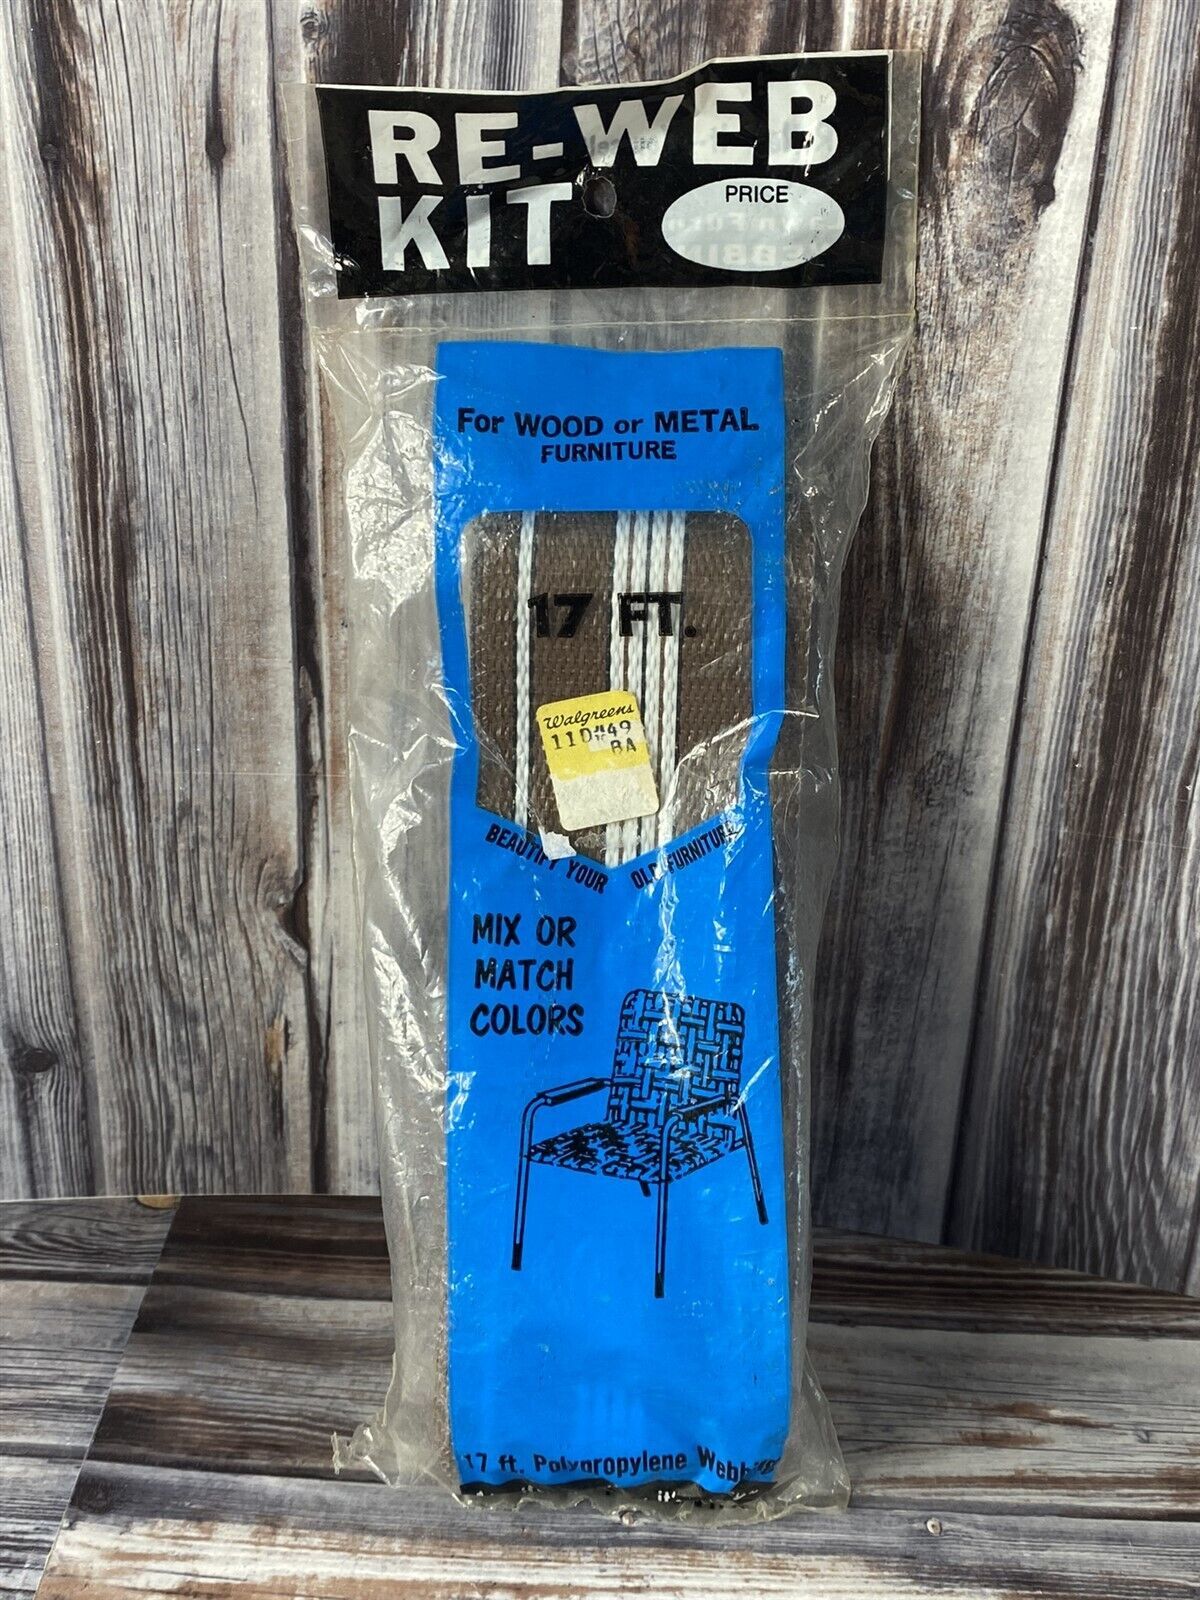 RE-WEB
KIT
PRICE
For WOOD or METAL
FURNITURE
17 FT.
Walgreens
110#49
BA
BEAUTIFY YOUR OLD FURNITURE
MIX OR
MATCH
COLORS
17 ft. Polypropylene Webbing